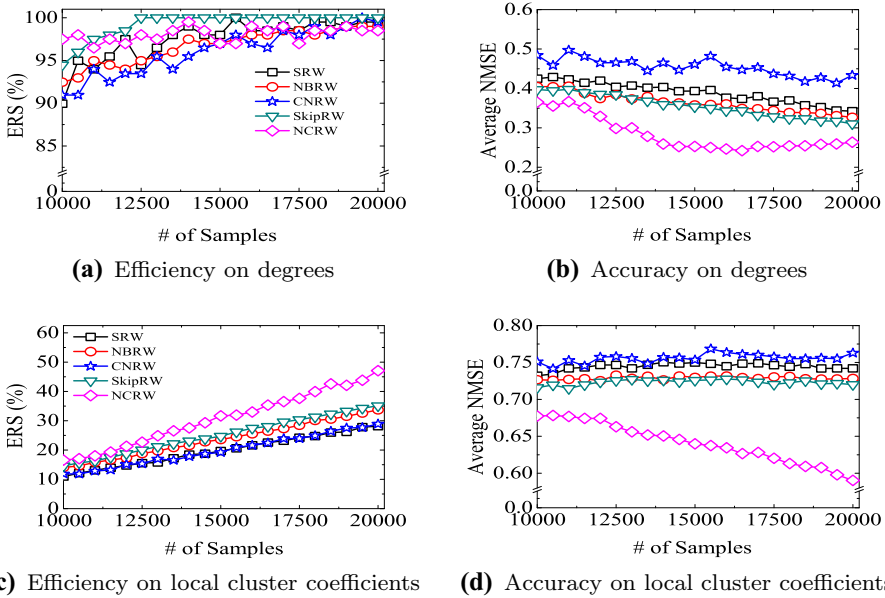 100
95
90
85
0
ERS (%)
SRW
NBRW
CNRW
SkipRW
NCRW
10000 12500 15000 17500 20000
# of Samples
(a) Efficiency on degrees
0.6
0.5
0.4
0.3
0.2
0.0
Average NMSE
10000 12500 15000 17500 20000
# of Samples
(b) Accuracy on degrees
60
50
40
30
20
10
0
ERS (%)
SRW
NBRW
CNRW
SkipRW
NCRW
10000 12500 15000 17500 20000
# of Samples
c) Efficiency on local cluster coefficients
0.80
0.75
0.70
0.65
0.60
0.0
Average NMSE
10000 12500 15000 17500 20000
# of Samples
(d) Accuracy on local cluster coefficients